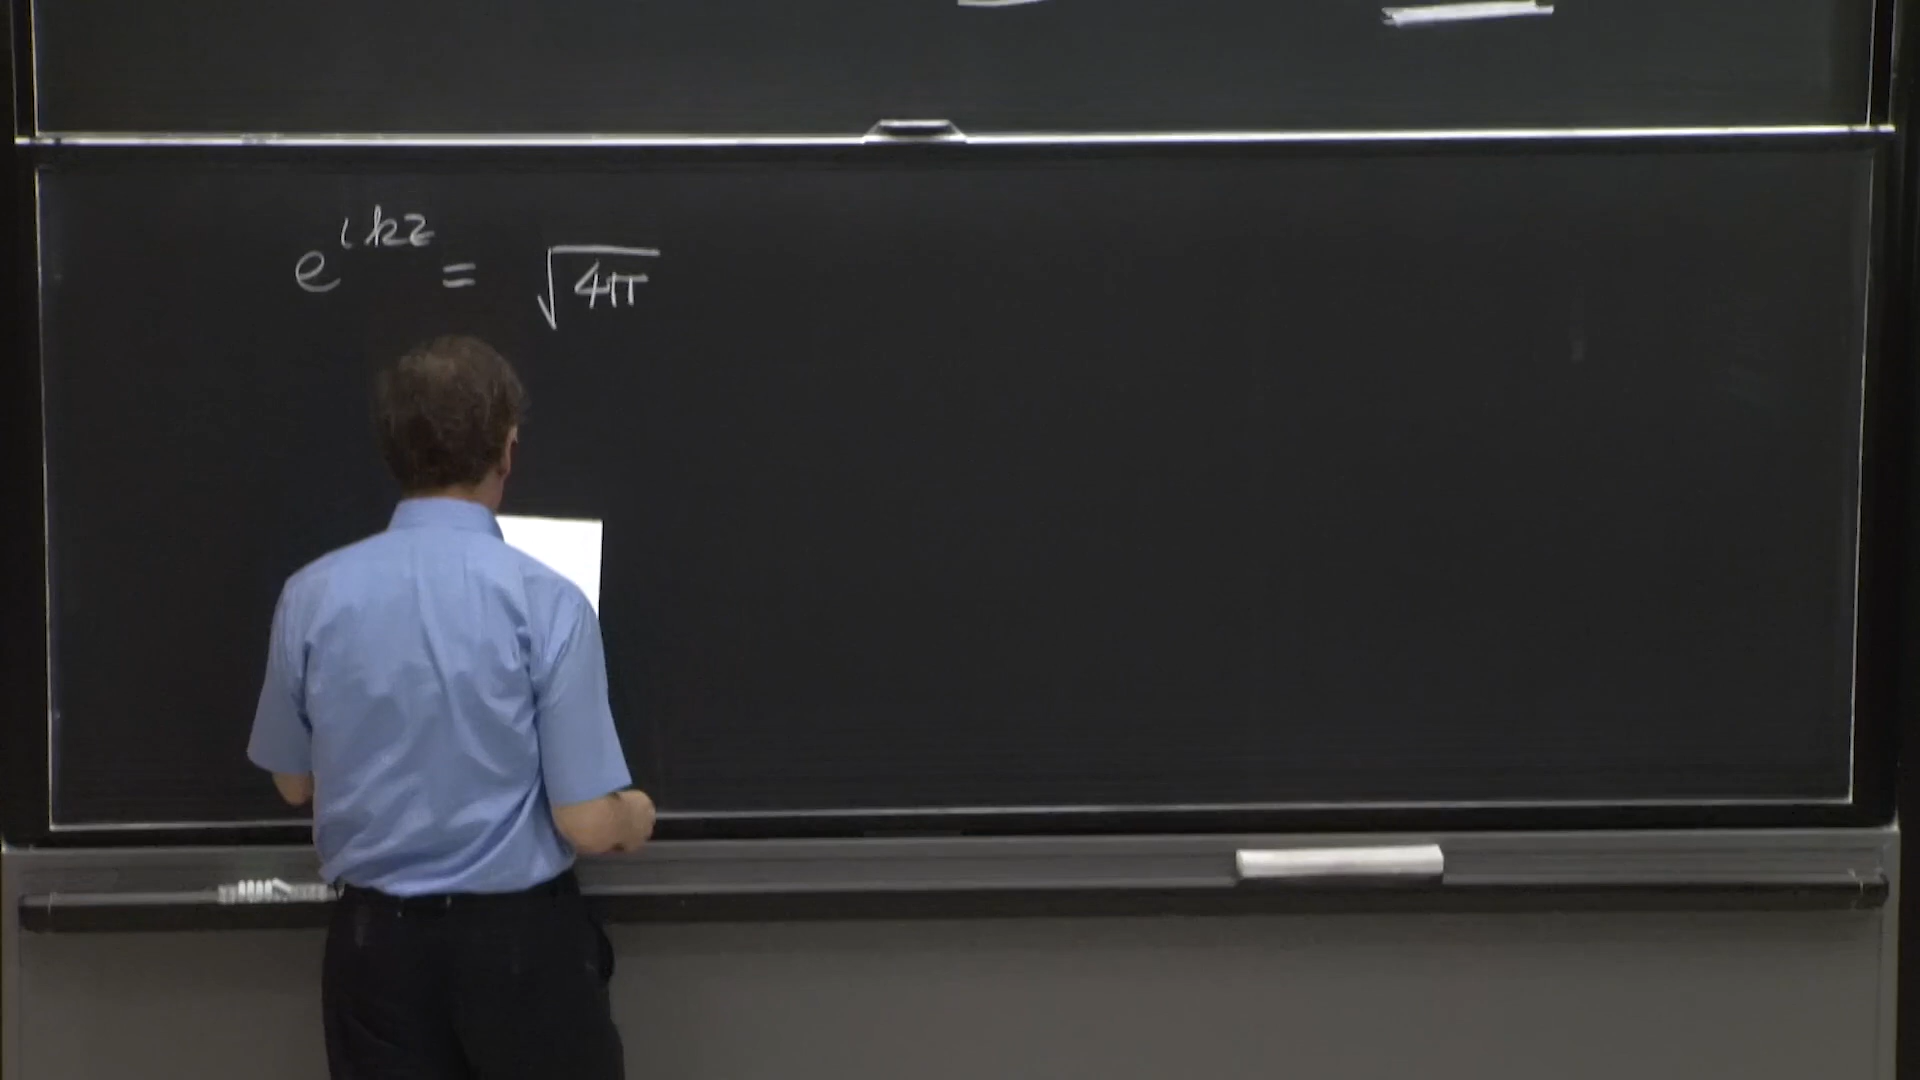 e^{ikz} = √4π